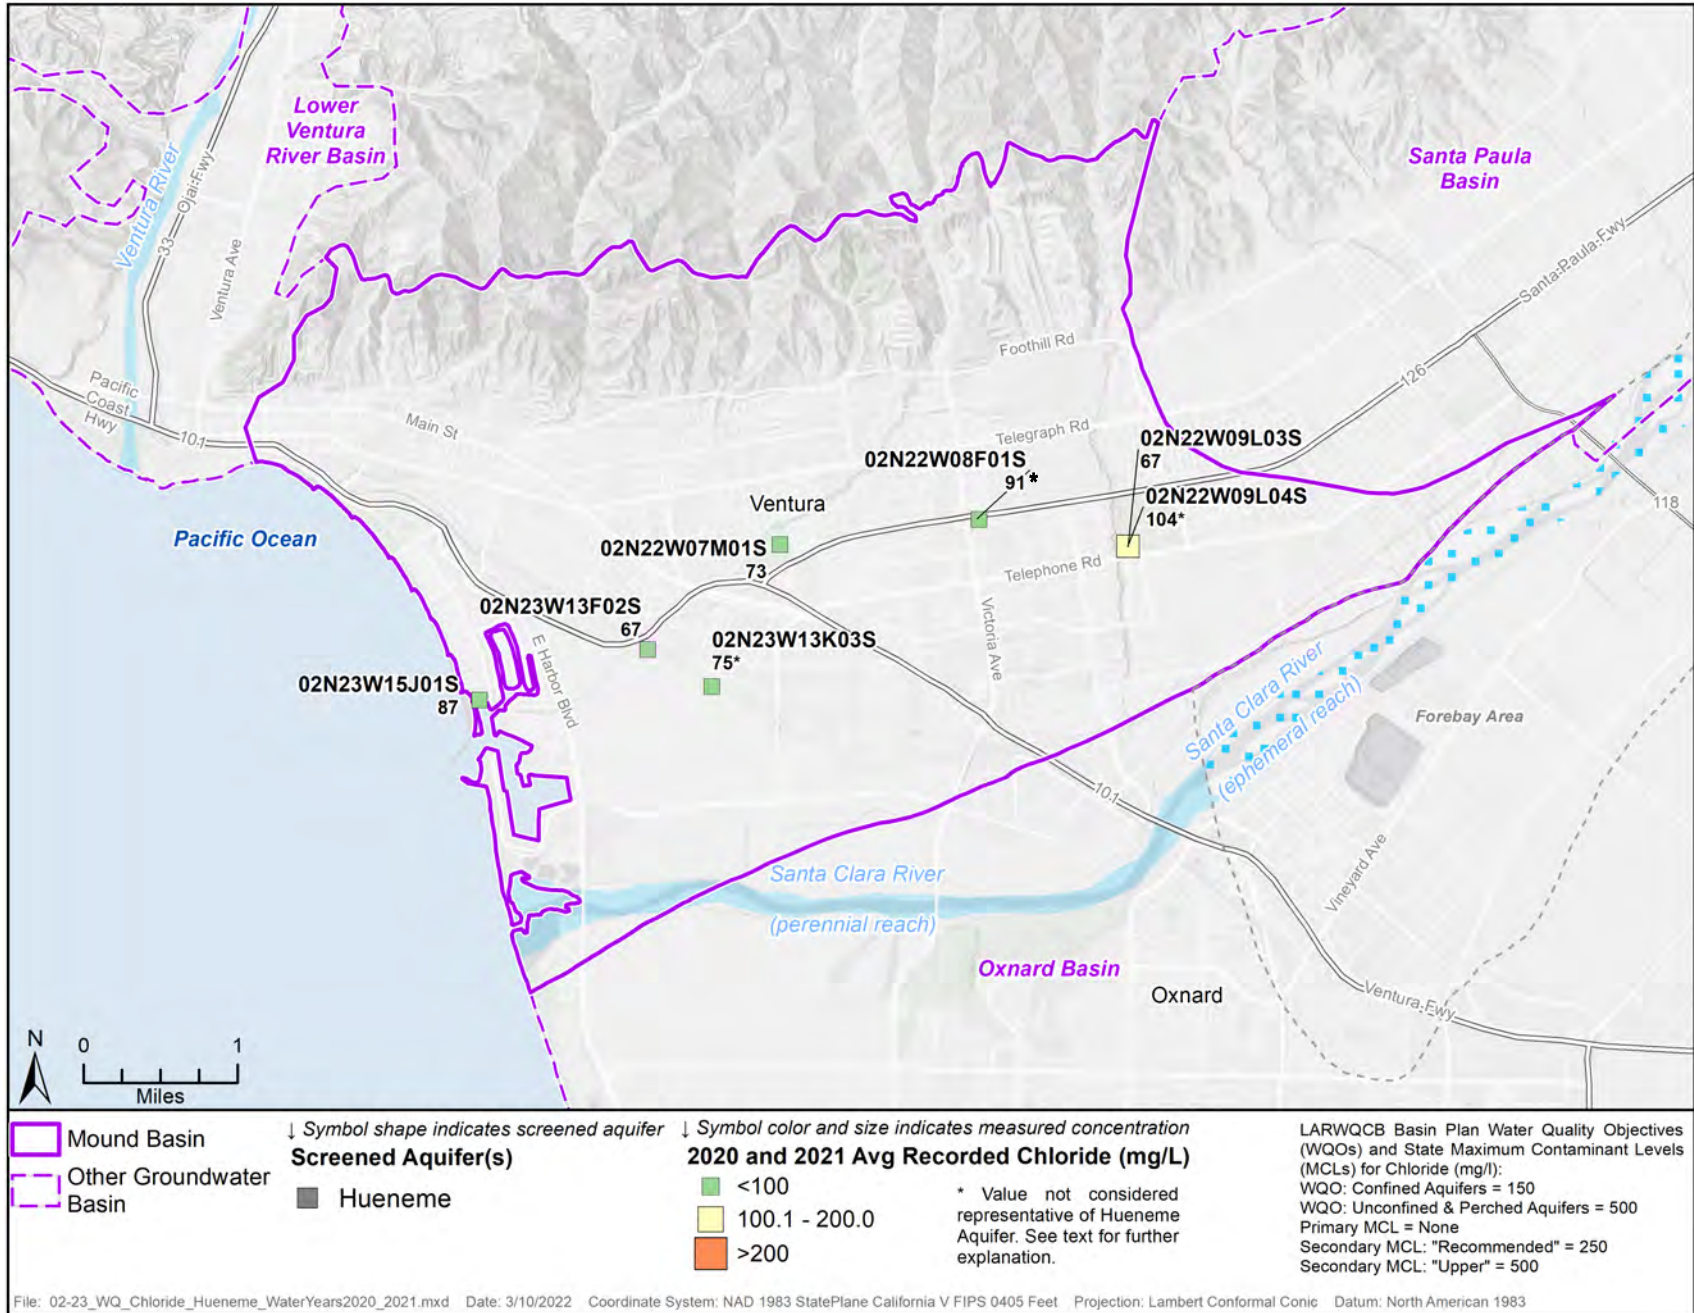 Lower
Ventura
River Basin
Santa Paula
Basin
Ventura River
33
Ojai-Fwy
Ventura Ave
Santa-Paula-Fwy
Foothill Rd
126
Pacific
Coast
Hwy
101
Main St
Telegraph Rd
02N22W09L03S
67
02N22W08F01S
91*
118
Ventura
02N22W09L04S
104*
Pacific Ocean
02N22W07M01S
73
Telephone Rd
02N23W13F02S
67
02N23W13K03S
75*
Victoria Ave
E Harbor Blvd
02N23W15J01S
87
Santa Clara River
(ephemeral reach)
Forebay Area
101
Vineyard Ave
Santa Clara River
(perennial reach)
Oxnard Basin
Oxnard
Ventura-Fwy
N
0 1
Miles
Mound Basin
Other Groundwater
Basin
↓ Symbol shape indicates screened aquifer
Screened Aquifer(s)
Hueneme
↓ Symbol color and size indicates measured concentration
2020 and 2021 Avg Recorded Chloride (mg/L)
<100
100.1 - 200.0
>200
* Value not considered
representative of Hueneme
Aquifer. See text for further
explanation.
LARWQCB Basin Plan Water Quality Objectives
(WQOs) and State Maximum Contaminant Levels
(MCLs) for Chloride (mg/l):
WQO: Confined Aquifers = 150
WQO: Unconfined & Perched Aquifers = 500
Primary MCL = None
Secondary MCL: "Recommended" = 250
Secondary MCL: "Upper" = 500
File: 02-23_WQ_Chloride_Hueneme_WaterYears2020_2021.mxd Date: 3/10/2022 Coordinate System: NAD 1983 StatePlane California V FIPS 0405 Feet Projection: Lambert Conformal Conic Datum: North American 1983